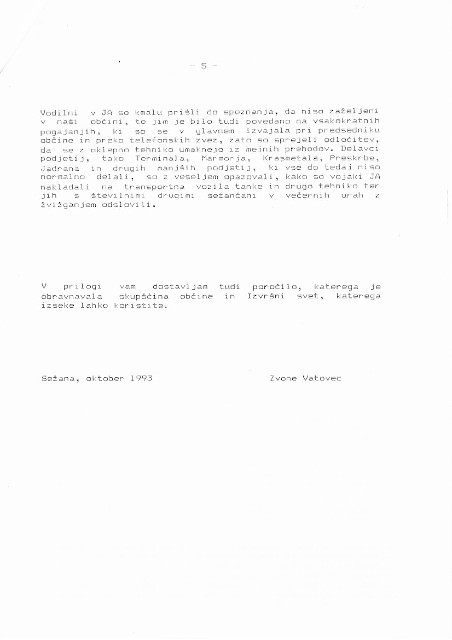 - 5 -
Vodilni v JA so kmalu prišli do spoznanja, da niso zaželjeni
v naši občini, to jim je bilo tudi povedano na vsakokratnih
pogajanjih, ki so se v glavnem izvajala pri predsedniku
občine in preko telefonskih zvez, zato so sprejeli odločitev,
da se z oklepno tehniko umaknejo iz mejnih prehodov. Delavci
podjetij, tako Terminala, Marmorja, Krasmetala, Preskrbe,
Jadrana in drugih manjših podjetij, ki vse do tedaj niso
normalno delali, so z veseljem opazovali, kako so vojaki JA
nakladali na transportna vozila tanke in drugo tehniko ter
jih s številnimi drugimi sežančani v večernih urah z
žvižganjem odslovili.
V prilogi vam dostavljam tudi poročilo, katerega je
obravnavala skupščina občine in Izvršni svet, katerega
izseke lahko koristite.
Sežana, oktober 1993 Zvone Vatovec